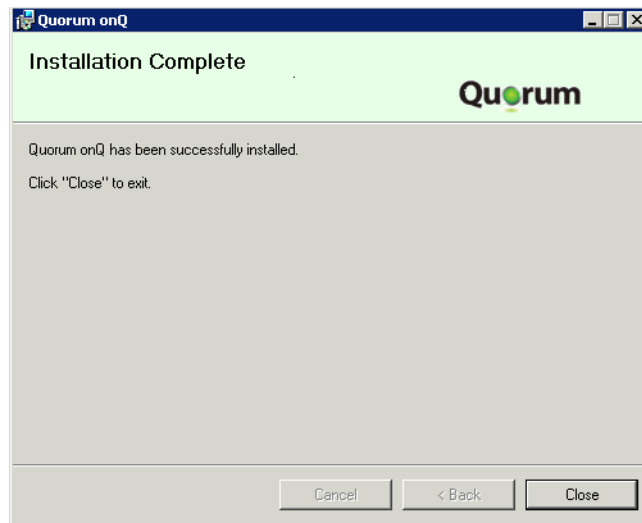 Quorum onQ
Installation Complete
Quorum
Quorum onQ has been successfully installed.
Click "Close" to exit.
Cancel
< Back
Close